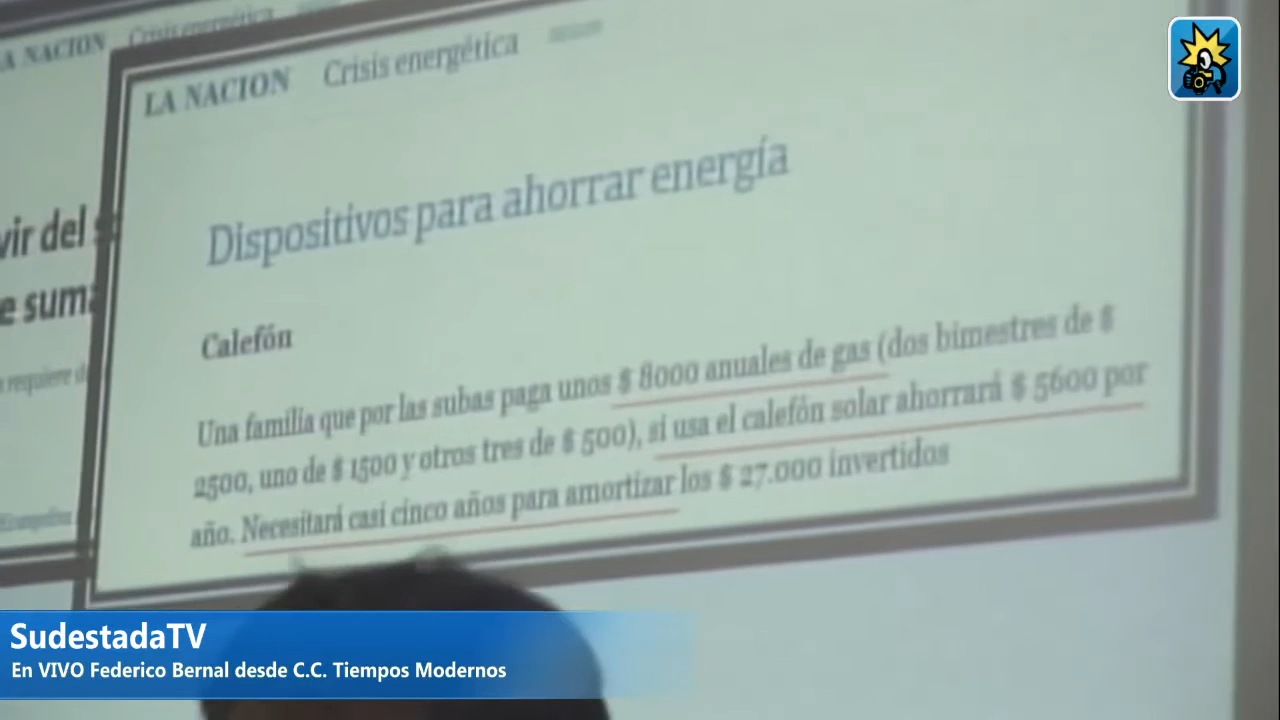 LA NACION Crisis energética
LA NACION Crisis energética
Dispositivos para ahorrar energía
vir del
e suma
Calefón
requiere de
Una familia que por las subas paga unos $ 8000 anuales de gas (dos bimestres de $
2500, uno de $ 1500 y otros tres de $ 500), si usa el calefón solar ahorrará $ 5600 por
año. Necesitará casi cinco años para amortizar los $ 27.000 invertidos
SudestadaTV
En VIVO Federico Bernal desde C.C. Tiempos Modernos